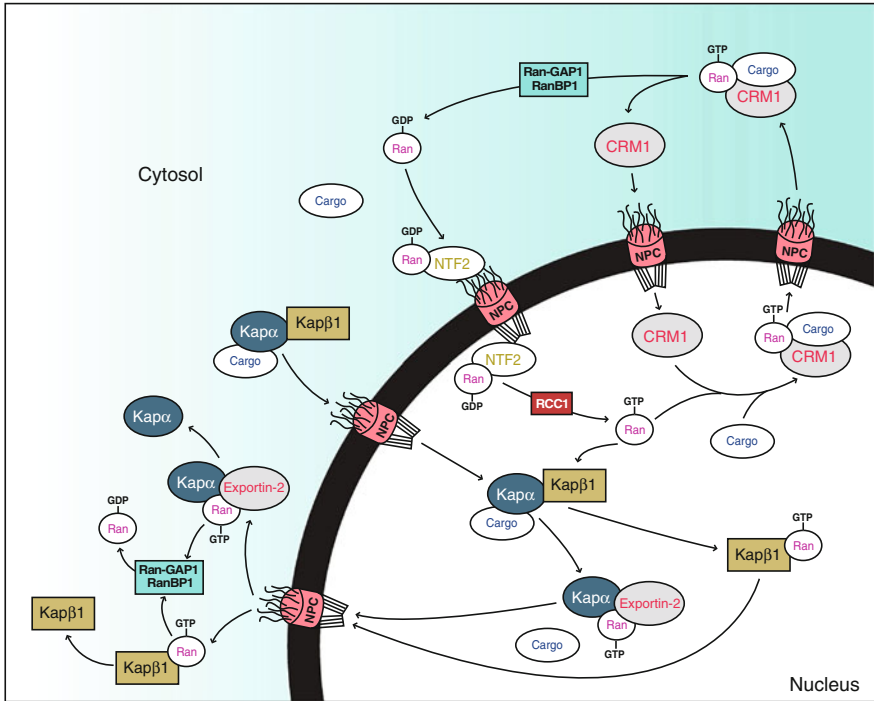 GTP
Ran
Cargo
CRM1
Ran-GAP1
RanBP1
GDP
Ran
CRM1
Cytosol
Cargo
GDP
Ran
NTF2
NPC
NPC
NPC
Kapα
Kapβ1
Cargo
NTF2
Ran
GDP
RCC1
GTP
Ran
CRM1
GTP
Ran
Cargo
CRM1
Cargo
NPC
Kapα
Kapα
Exportin-2
Ran
GTP
Kapα
Kapβ1
Cargo
GDP
Ran
Ran-GAP1
RanBP1
GTP
Ran
Kapβ1
Kapβ1
GTP
Ran
Kapβ1
NPC
Kapα
Exportin-2
Ran
GTP
Cargo
Nucleus